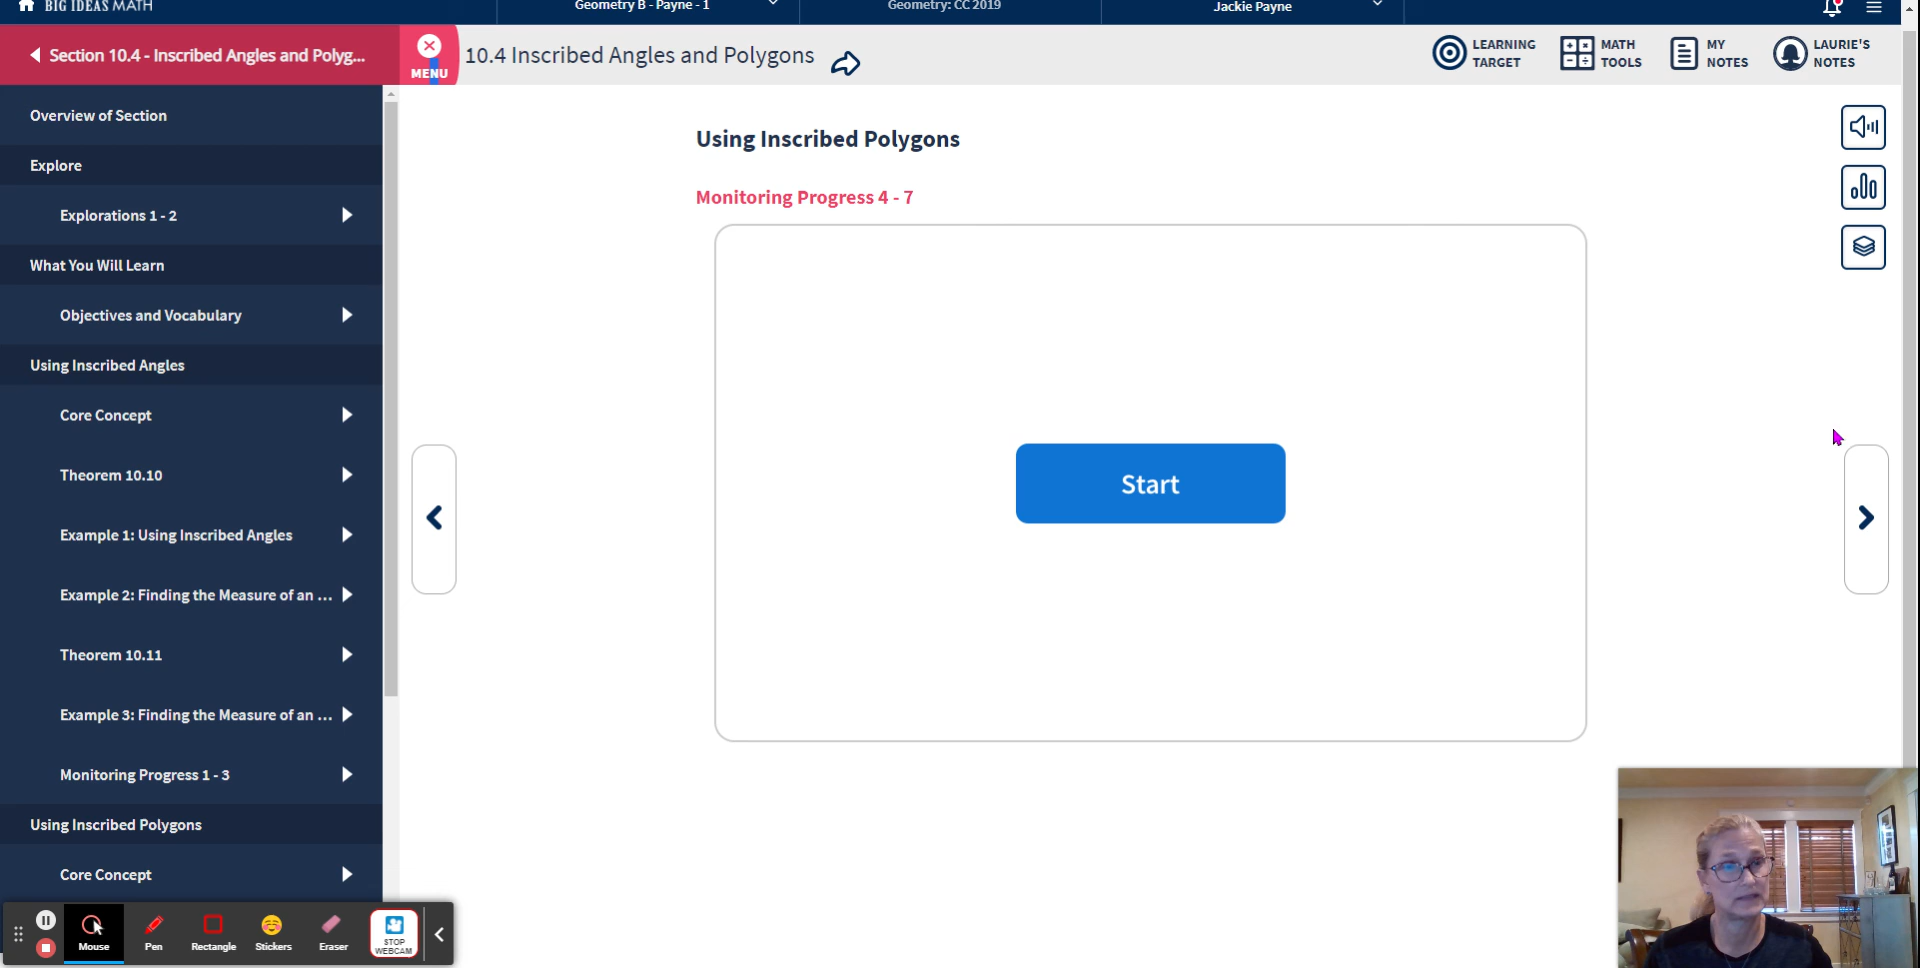 BIG IDEAS MATH
Geometry B - Payne - 1
Geometry: CC 2019
Jackie Payne
Section 10.4 - Inscribed Angles and Polyg...
MENU
10.4 Inscribed Angles and Polygons
LEARNING
TARGET
MATH
TOOLS
MY
NOTES
LAURIE'S
NOTES
Overview of Section
Explore
Explorations 1 - 2
What You Will Learn
Objectives and Vocabulary
Using Inscribed Angles
Core Concept
Theorem 10.10
Example 1: Using Inscribed Angles
Example 2: Finding the Measure of an ...
Theorem 10.11
Example 3: Finding the Measure of an ...
Monitoring Progress 1 - 3
Using Inscribed Polygons
Core Concept
Using Inscribed Polygons
Monitoring Progress 4 - 7
Start
Mouse
Pen
Rectangle
Stickers
Eraser
STOP
WEBCAM